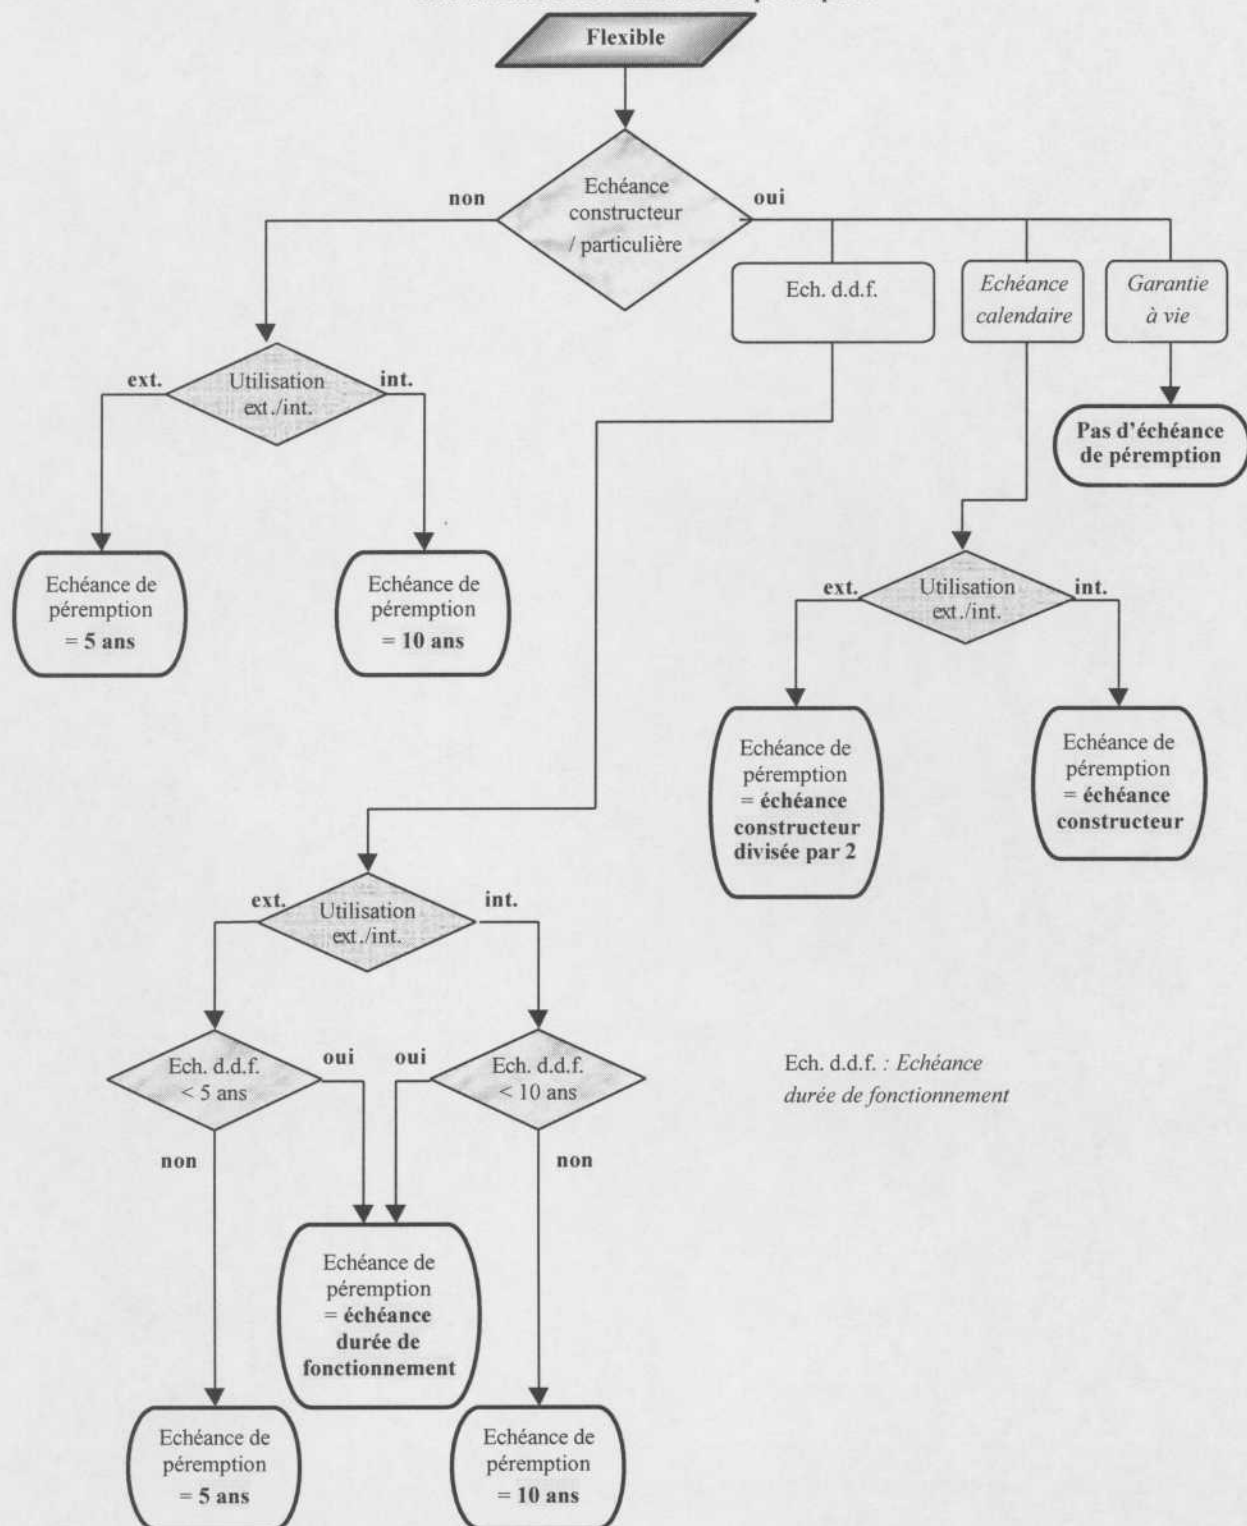 Flexible
Echéance
constructeur
/ particulière
non
oui
Ech. d.d.f.
Echéance
calendaire
Garantie
à vie
Pas d'échéance
de péremption
ext.
Utilisation
ext./int.
int.
Echéance de
péremption
= 5 ans
Echéance de
péremption
= 10 ans
ext.
Utilisation
ext./int.
int.
Echéance de
péremption
= échéance
constructeur
divisée par 2
Echéance de
péremption
= échéance
constructeur
ext.
Utilisation
ext./int.
int.
Ech. d.d.f.
< 5 ans
oui
oui
Ech. d.d.f.
< 10 ans
Ech. d.d.f. : Echéance
durée de fonctionnement
non
non
Echéance de
péremption
= échéance
durée de
fonctionnement
Echéance de
péremption
= 5 ans
Echéance de
péremption
= 10 ans